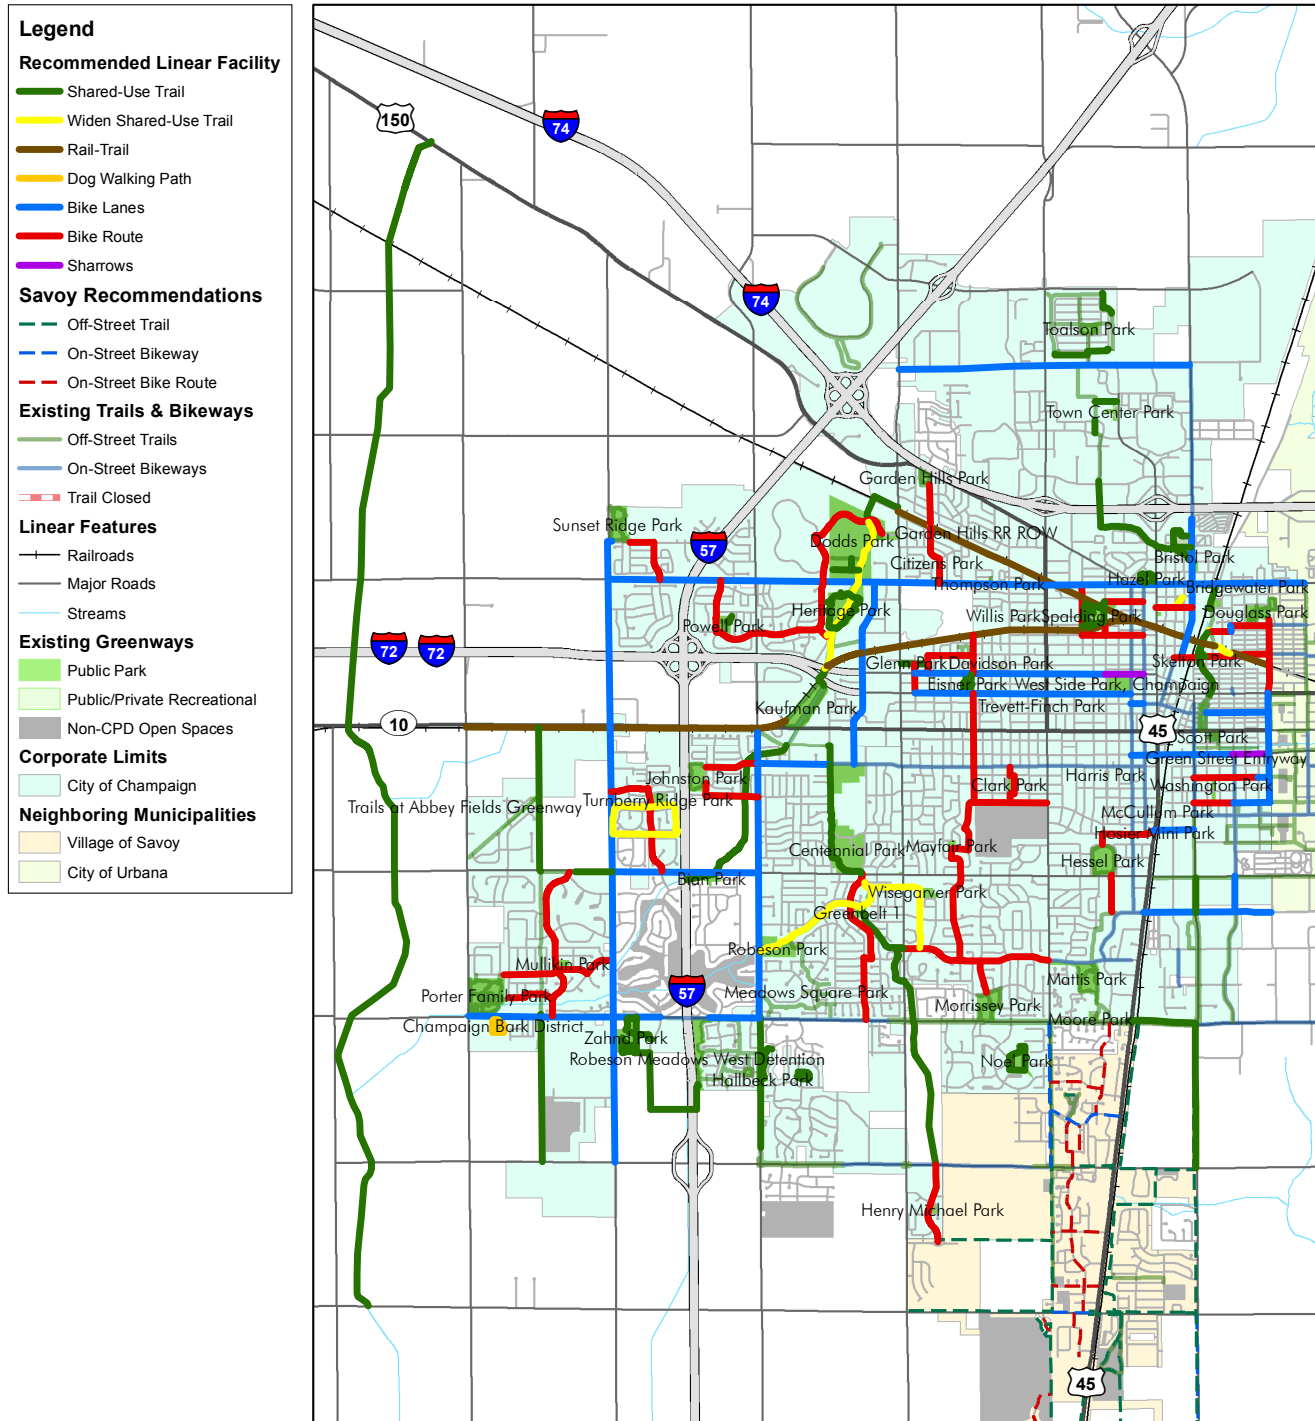 Legend
Recommended Linear Facility
Shared-Use Trail
Widen Shared-Use Trail
Rail-Trail
Dog Walking Path
Bike Lanes
Bike Route
Sharrows
Savoy Recommendations
Off-Street Trail
On-Street Bikeway
On-Street Bike Route
Existing Trails & Bikeways
Off-Street Trails
On-Street Bikeways
Trail Closed
Linear Features
Railroads
Major Roads
Streams
Existing Greenways
Public Park
Public/Private Recreational
Non-CPD Open Spaces
Corporate Limits
City of Champaign
Neighboring Municipalities
Village of Savoy
City of Urbana
150
74
74
Toalson Park
Town Center Park
Garden Hills Park
Sunset Ridge Park
57
Dodds Park
Garden Hills RR ROW
Citizens Park
Bristol Park
Thompson Park
Hazel Park
Bridgewater Park
Heritage Park
Willis Park
Spalding Park
Douglass Park
Powell Park
72
72
Glenn Park
Davidson Park
Skelton Park
Eisner Park
West Side Park, Champaign
Kaufman Park
Trevett-Finch Park
10
45
Scott Park
Green Street Entryway
Johnston Park
Harris Park
Clark Park
Washington Park
Trails at Abbey Fields Greenway
Turnberry Ridge Park
McCullum Park
Hosier Mini Park
Centennial Park
Mayfair Park
Hessel Park
Bian Park
Wisegarver Park
Greenbelt 1
Robeson Park
Mullikin Park
Mattis Park
Porter Family Park
57
Meadows Square Park
Morrissey Park
Champaign Bark District
Moore Park
Zahnd Park
Robeson Meadows West Detention
Noel Park
Hallbeck Park
Henry Michael Park
45